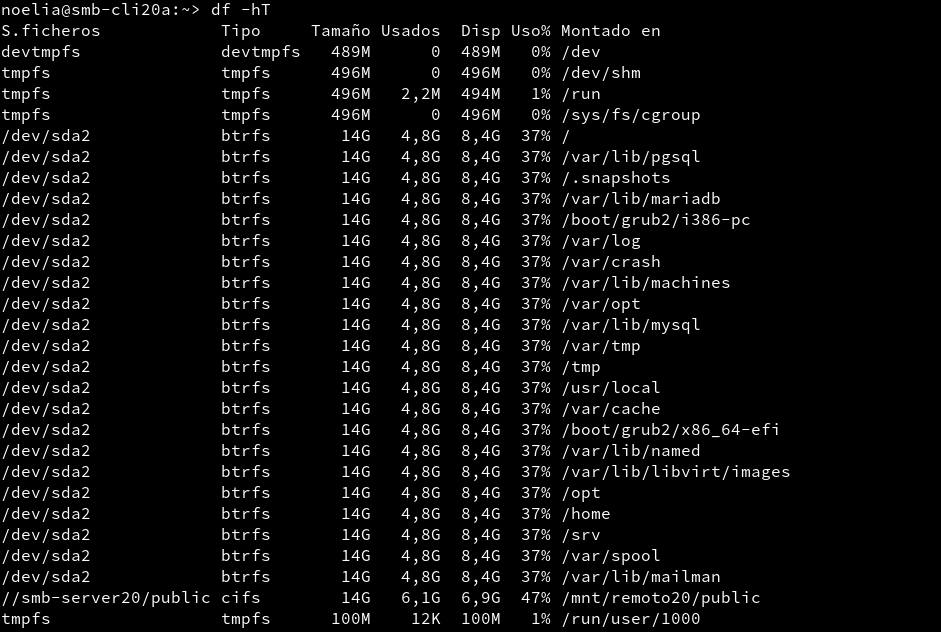 noelia@smb-cli20a:~> df -hT
S.ficheros            Tipo     Tamaño Usados  Disp Uso% Montado en
devtmpfs              devtmpfs   489M      0  489M   0% /dev
tmpfs                 tmpfs      496M      0  496M   0% /dev/shm
tmpfs                 tmpfs      496M   2,2M  494M   1% /run
tmpfs                 tmpfs      496M      0  496M   0% /sys/fs/cgroup
/dev/sda2             btrfs       14G   4,8G  8,4G  37% /
/dev/sda2             btrfs       14G   4,8G  8,4G  37% /var/lib/pgsql
/dev/sda2             btrfs       14G   4,8G  8,4G  37% /.snapshots
/dev/sda2             btrfs       14G   4,8G  8,4G  37% /var/lib/mariadb
/dev/sda2             btrfs       14G   4,8G  8,4G  37% /boot/grub2/i386-pc
/dev/sda2             btrfs       14G   4,8G  8,4G  37% /var/log
/dev/sda2             btrfs       14G   4,8G  8,4G  37% /var/crash
/dev/sda2             btrfs       14G   4,8G  8,4G  37% /var/lib/machines
/dev/sda2             btrfs       14G   4,8G  8,4G  37% /var/opt
/dev/sda2             btrfs       14G   4,8G  8,4G  37% /var/lib/mysql
/dev/sda2             btrfs       14G   4,8G  8,4G  37% /var/tmp
/dev/sda2             btrfs       14G   4,8G  8,4G  37% /tmp
/dev/sda2             btrfs       14G   4,8G  8,4G  37% /usr/local
/dev/sda2             btrfs       14G   4,8G  8,4G  37% /var/cache
/dev/sda2             btrfs       14G   4,8G  8,4G  37% /boot/grub2/x86_64-efi
/dev/sda2             btrfs       14G   4,8G  8,4G  37% /var/lib/named
/dev/sda2             btrfs       14G   4,8G  8,4G  37% /var/lib/libvirt/images
/dev/sda2             btrfs       14G   4,8G  8,4G  37% /opt
/dev/sda2             btrfs       14G   4,8G  8,4G  37% /home
/dev/sda2             btrfs       14G   4,8G  8,4G  37% /srv
/dev/sda2             btrfs       14G   4,8G  8,4G  37% /var/spool
/dev/sda2             btrfs       14G   4,8G  8,4G  37% /var/lib/mailman
//smb-server20/public cifs        14G   6,1G  6,9G  47% /mnt/remoto20/public
tmpfs                 tmpfs      100M    12K  100M   1% /run/user/1000